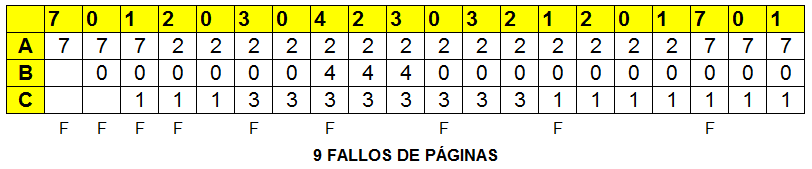 7 0 1 2 0 3 0 4 2 3 0 3 2 1 2 0 1 7 0 1
A 7 7 7 2 2 2 2 2 2 2 2 2 2 2 2 2 2 7 7 7
B 0 0 0 0 0 0 4 4 4 0 0 0 0 0 0 0 0 0 0
C 1 1 1 3 3 3 3 3 3 3 3 1 1 1 1 1 1 1
F F F F F F F F F
9 FALLOS DE PÁGINAS